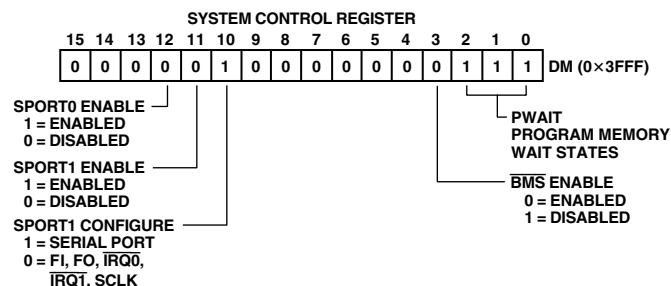 SYSTEM CONTROL REGISTER
15 14 13 12 11 10 9 8 7 6 5 4 3 2 1 0
0 0 0 0 0 1 0 0 0 0 0 0 0 1 1 1 DM (0×3FFF)
SPORT0 ENABLE
1 = ENABLED
0 = DISABLED
SPORT1 ENABLE
1 = ENABLED
0 = DISABLED
SPORT1 CONFIGURE
1 = SERIAL PORT
0 = FI, FO, I̅R̅Q̅0̅,
I̅R̅Q̅1̅, SCLK
PWAIT
PROGRAM MEMORY
WAIT STATES
B̅M̅S̅ ENABLE
0 = ENABLED
1 = DISABLED